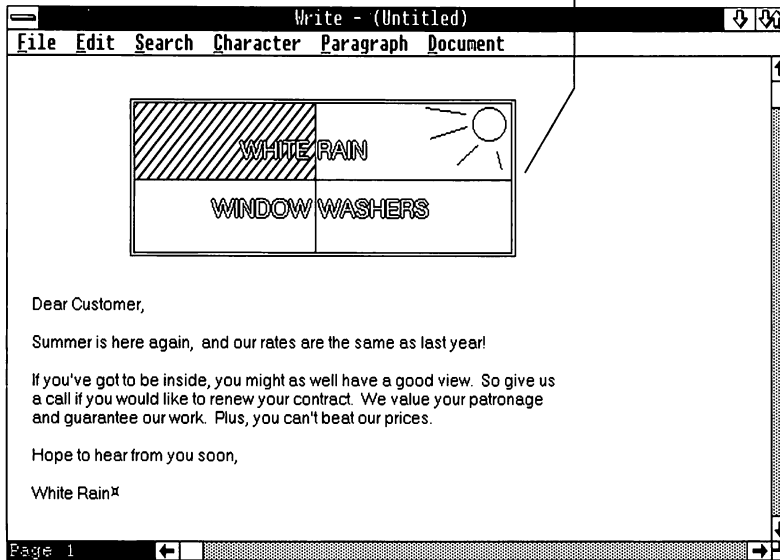 Write - (Untitled)
File Edit Search Character Paragraph Document
WHITE RAIN
WINDOW WASHERS
Dear Customer,
Summer is here again, and our rates are the same as last year!
If you've got to be inside, you might as well have a good view. So give us
a call if you would like to renew your contract. We value your patronage
and guarantee our work. Plus, you can't beat our prices.
Hope to hear from you soon,
White Rain¤
Page 1